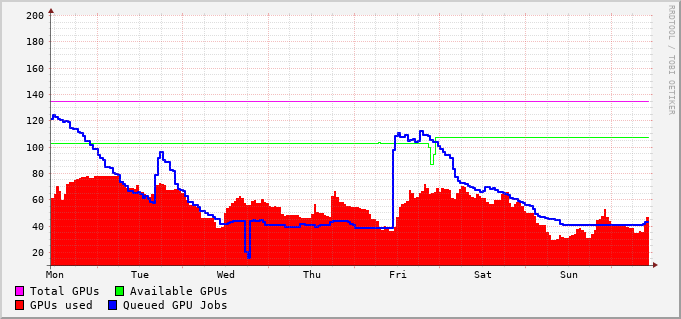 200
180
160
140
120
100
80
60
40
20
Mon Tue Wed Thu Fri Sat Sun
Total GPUs Available GPUs
GPUs used Queued GPU Jobs
RRDTOOL / TOBI OETIKER